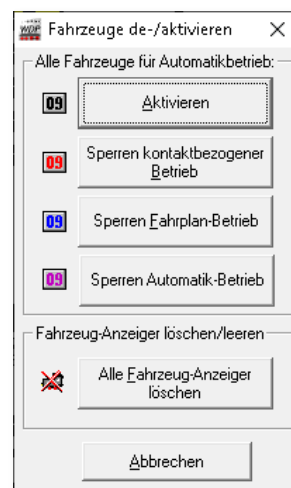 WDP Fahrzeuge de-/aktivieren
Alle Fahrzeuge für Automatikbetrieb:
09 Aktivieren
09 Sperren kontaktbezogener
Betrieb
09 Sperren Fahrplan-Betrieb
09 Sperren Automatik-Betrieb
Fahrzeug-Anzeiger löschen/leeren
Alle Fahrzeug-Anzeiger
löschen
Abbrechen